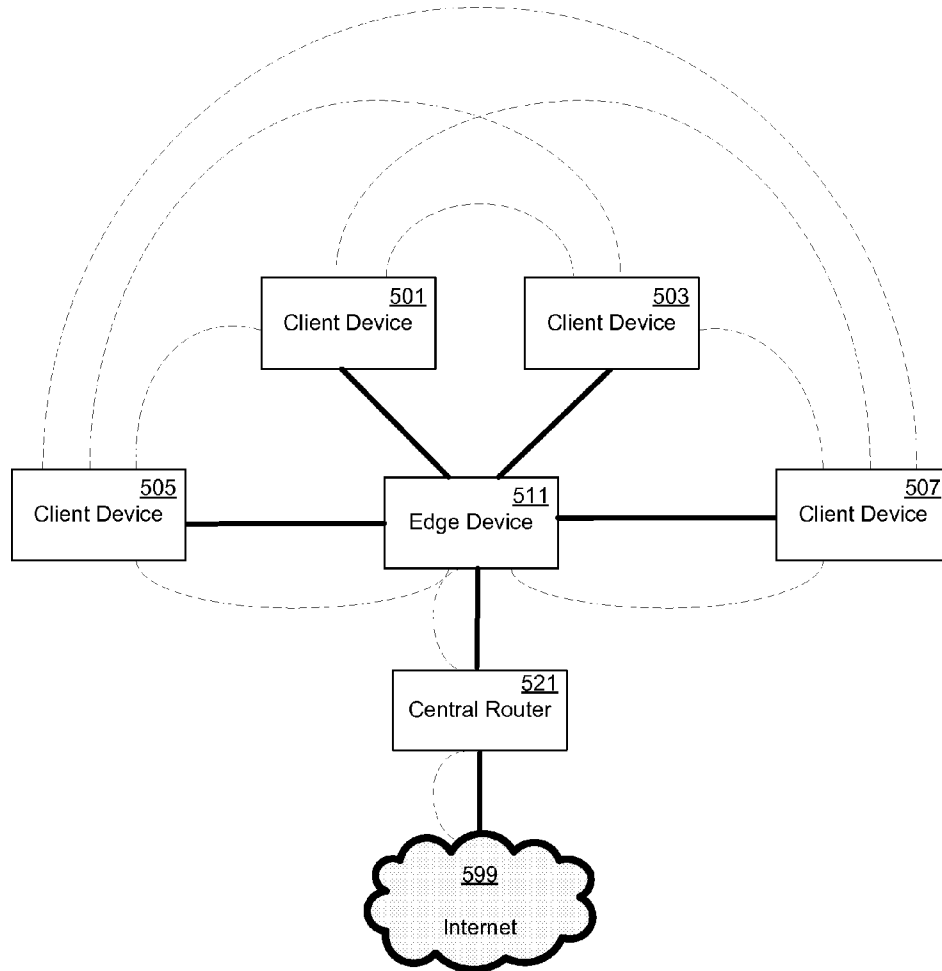 501
Client Device
503
Client Device
505
Client Device
511
Edge Device
507
Client Device
521
Central Router
599
Internet